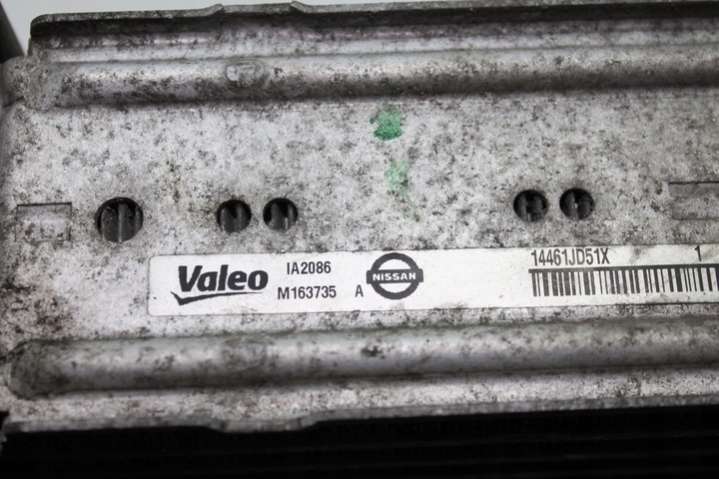 Valeo
IA2086
M163735 A
NISSAN
14461JD51X 1